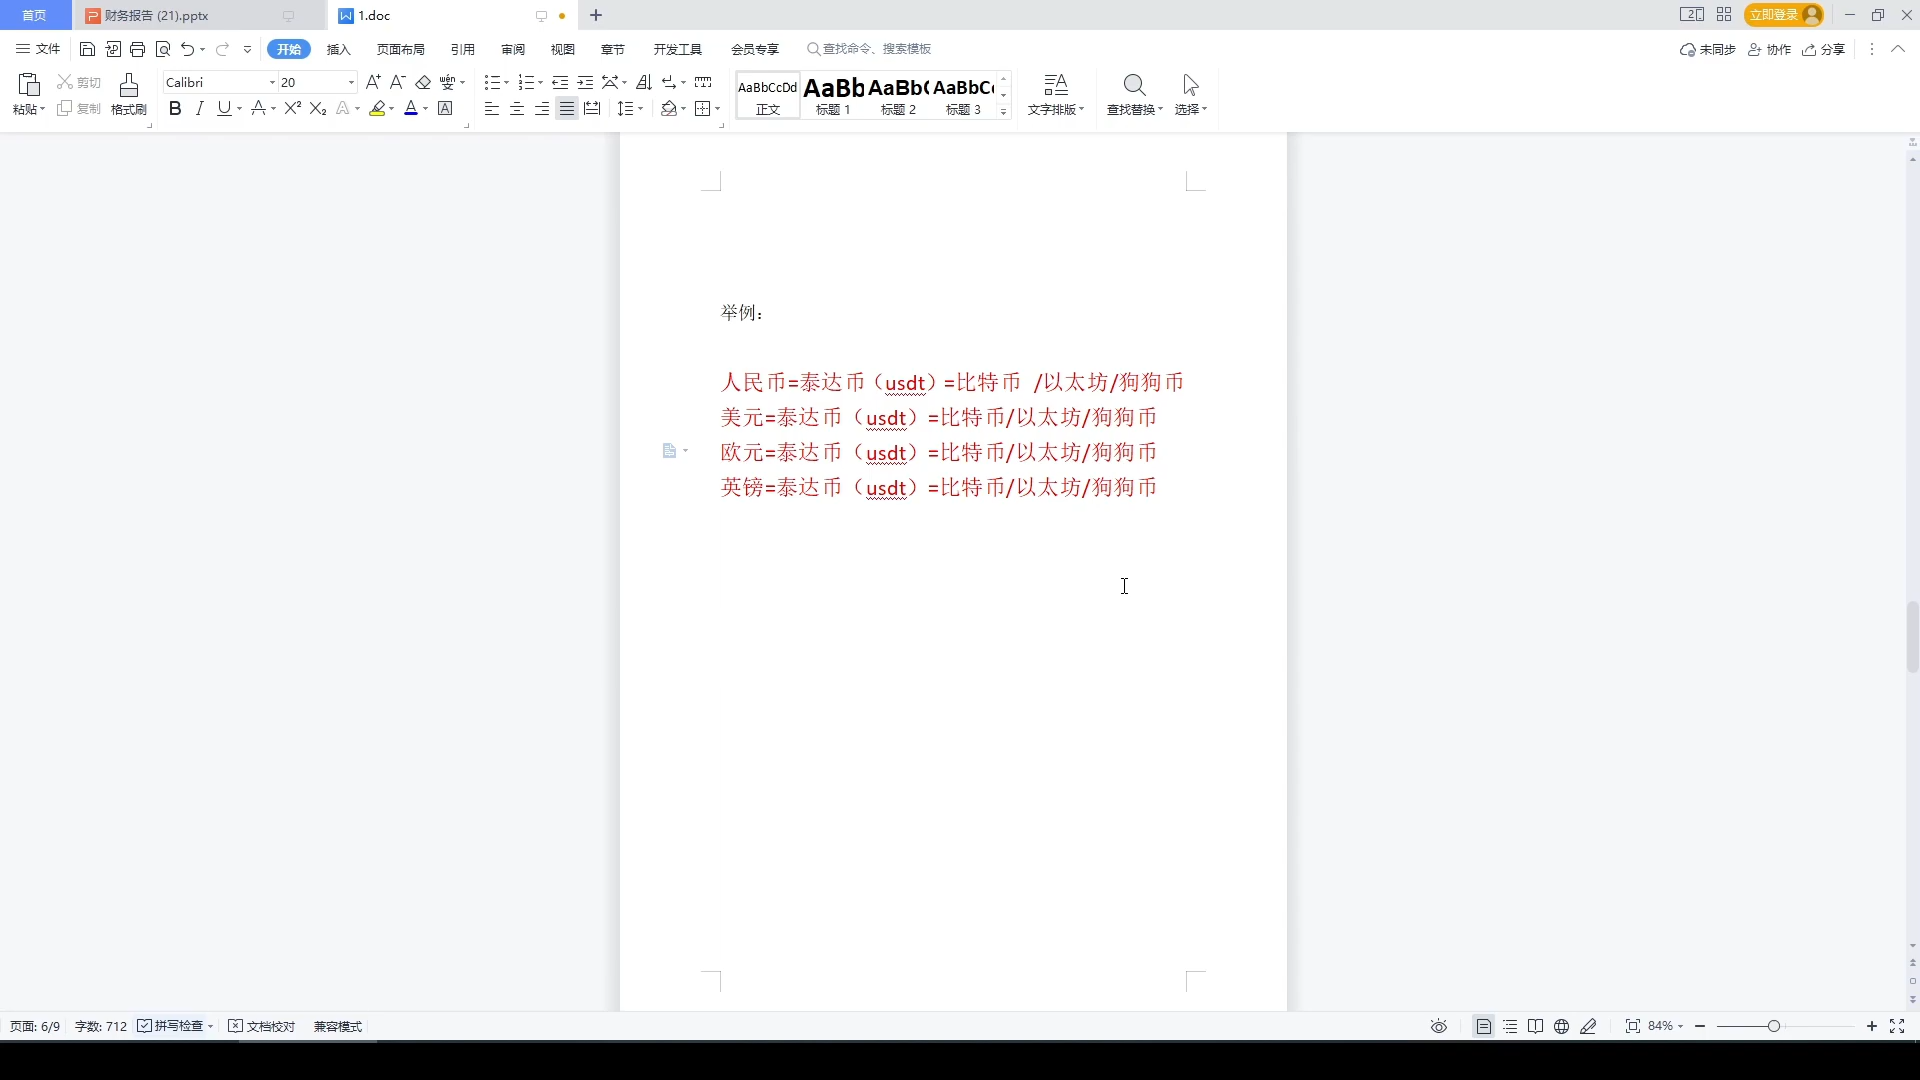 首页
财务报告 (21).pptx
1.doc
立即登录
文件
开始
插入
页面布局
引用
审阅
视图
章节
开发工具
会员专享
查找命令、搜索模板
未同步
协作
分享
粘贴
剪切
复制
格式刷
Calibri
20
AaBbCcDd
正文
AaBb
标题 1
AaBb(
标题 2
AaBbC
标题 3
文字排版
查找替换
选择
举例：
人民币=泰达币（usdt）=比特币 /以太坊/狗狗币
美元=泰达币（usdt）=比特币/以太坊/狗狗币
欧元=泰达币（usdt）=比特币/以太坊/狗狗币
英镑=泰达币（usdt）=比特币/以太坊/狗狗币
页面: 6/9
字数: 712
拼写检查
文档校对
兼容模式
84%